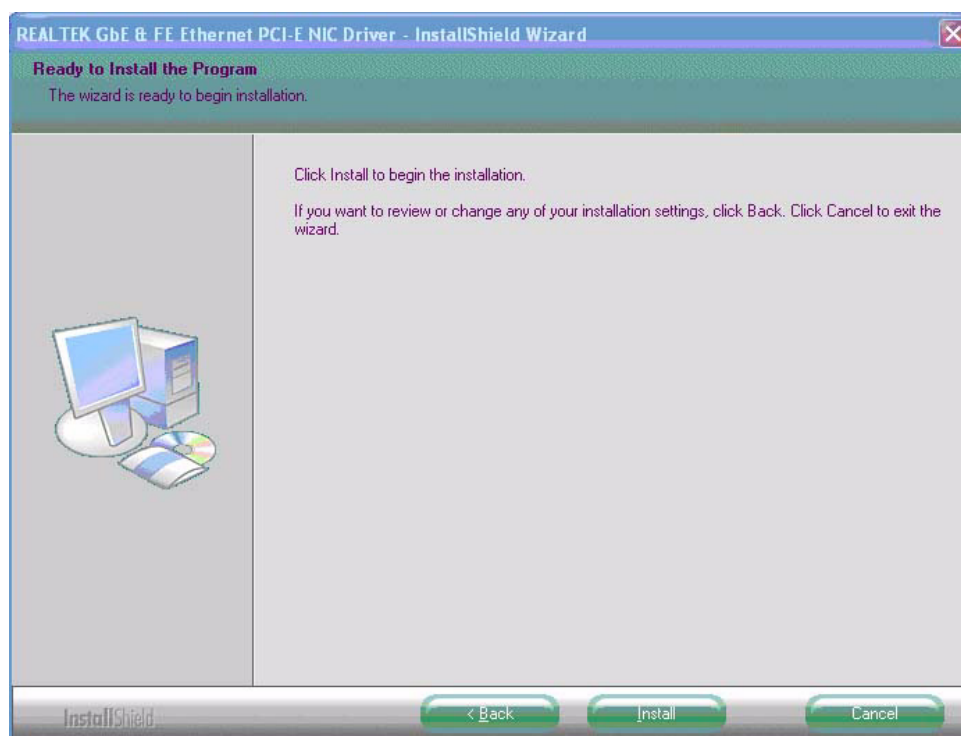 REALTEK GbE & FE Ethernet PCI-E NIC Driver - InstallShield Wizard
Ready to Install the Program
The wizard is ready to begin installation.
Click Install to begin the installation.
If you want to review or change any of your installation settings, click Back. Click Cancel to exit the
wizard.
InstallShield
< Back
Install
Cancel